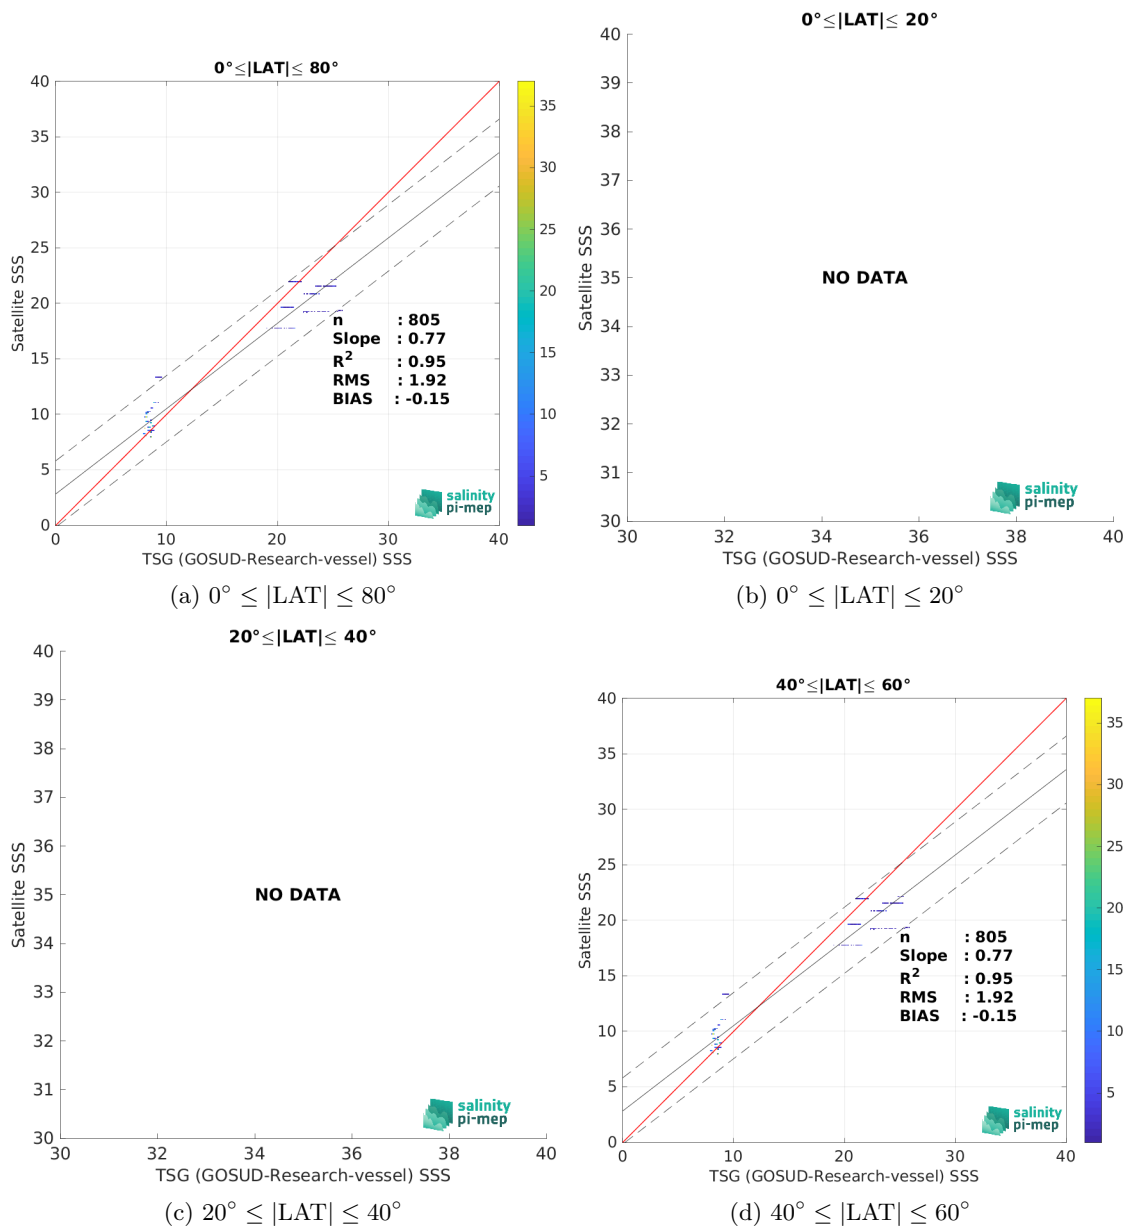 0°≤|LAT|≤ 80°
40
35
30
25
20
15
10
5
0
0
10
20
30
40
Satellite SSS
TSG (GOSUD-Research-vessel) SSS
n : 805
Slope : 0.77
R2 : 0.95
RMS : 1.92
BIAS : -0.15
salinity
pi-mep
35
30
25
20
15
10
5
(a) 0° ≤ |LAT| ≤ 80°
0°≤|LAT|≤ 20°
40
39
38
37
36
35
34
33
32
31
30
30
32
34
36
38
40
Satellite SSS
TSG (GOSUD-Research-vessel) SSS
NO DATA
salinity
pi-mep
(b) 0° ≤ |LAT| ≤ 20°
20°≤|LAT|≤ 40°
40
39
38
37
36
35
34
33
32
31
30
30
32
34
36
38
40
Satellite SSS
TSG (GOSUD-Research-vessel) SSS
NO DATA
salinity
pi-mep
(c) 20° ≤ |LAT| ≤ 40°
40°≤|LAT|≤ 60°
40
35
30
25
20
15
10
5
0
0
10
20
30
40
Satellite SSS
TSG (GOSUD-Research-vessel) SSS
n : 805
Slope : 0.77
R2 : 0.95
RMS : 1.92
BIAS : -0.15
salinity
pi-mep
35
30
25
20
15
10
5
(d) 40° ≤ |LAT| ≤ 60°